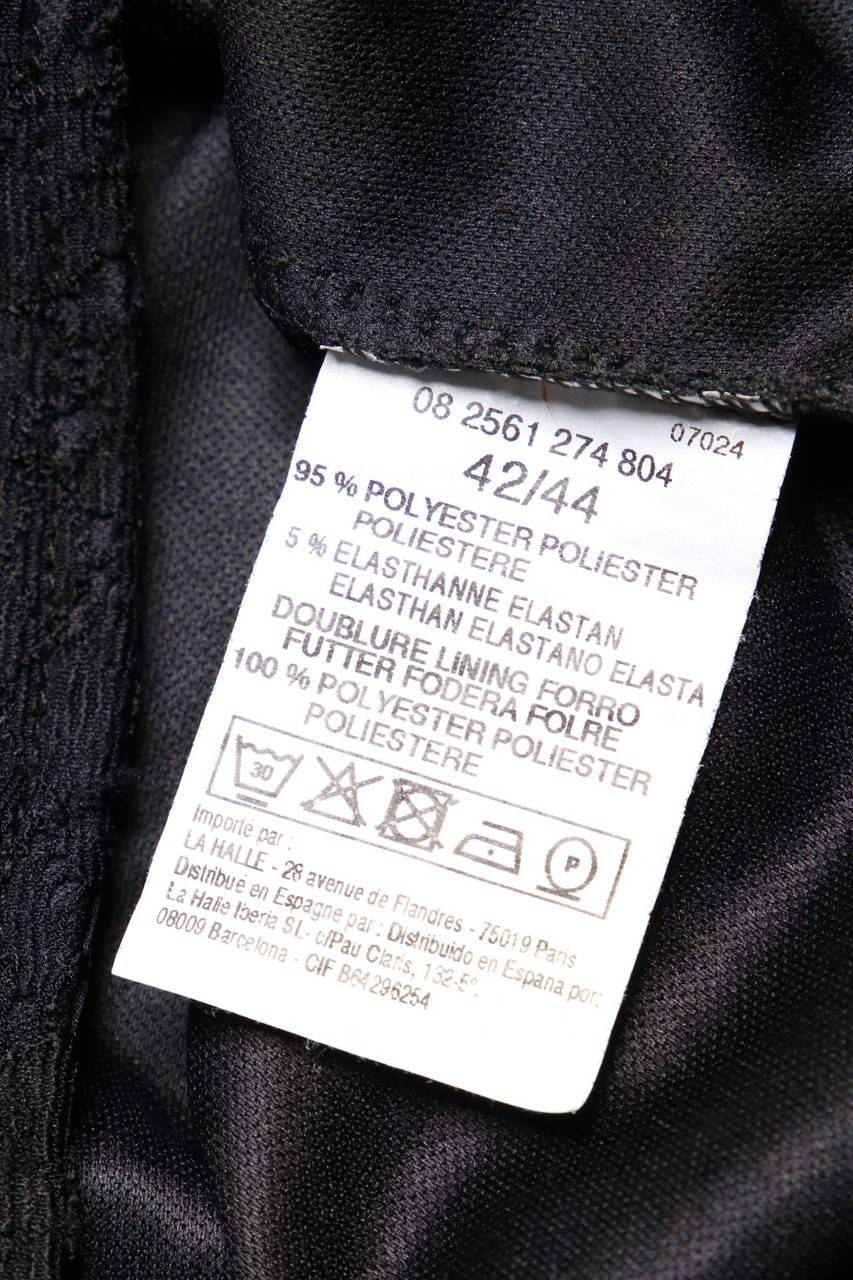 08 2561 274 804
07024
42/44
95 % POLYESTER POLIESTER
POLIESTERE
5 % ELASTHANNE ELASTAN
ELASTHAN ELASTANO ELASTA
DOUBLURE LINING FORRO
FUTTER FODERA FOLRE
100 % POLYESTER POLIESTER
POLIESTERE
30
P
Importé par :
LA HALLE - 28 avenue de Flandres - 75019 Paris
Distribué en Espagne par : Distribuido en Espana por:
La Halle Iberia SL- c/Pau Claris, 132-5º
08009 Barcelona - CIF B64296254